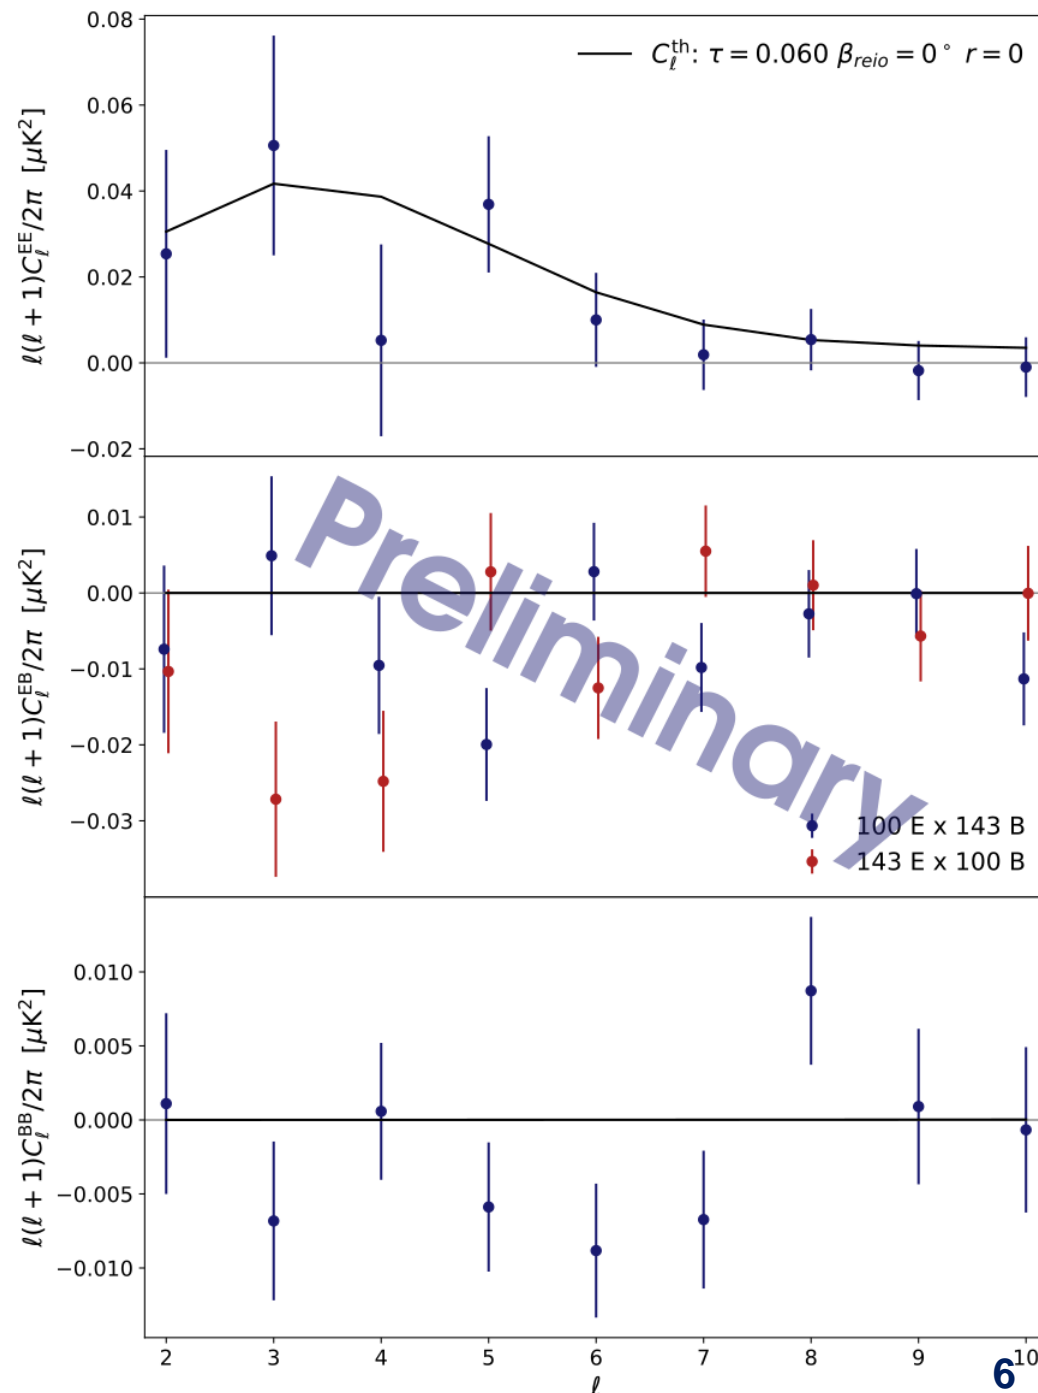 0.08
0.06
0.04
0.02
0.00
−0.02
ℓ(ℓ + 1)C_ℓ^EE/2π [μK²]
C_ℓ^th: τ = 0.060 β_reio = 0° r = 0
0.01
0.00
−0.01
−0.02
−0.03
ℓ(ℓ + 1)C_ℓ^EB/2π [μK²]
Preliminary
100 E x 143 B
143 E x 100 B
0.010
0.005
0.000
−0.005
−0.010
ℓ(ℓ + 1)C_ℓ^BB/2π [μK²]
2 3 4 5 6 7 8 9 10
ℓ
6